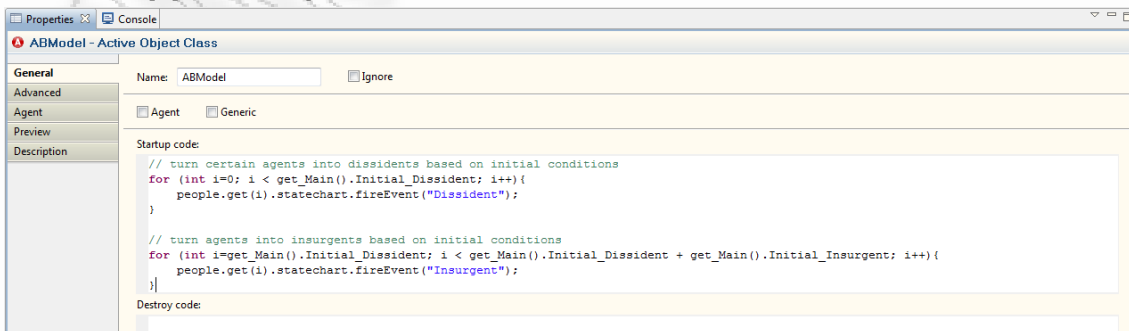 Properties Console
ABModel - Active Object Class
General
Name: ABModel Ignore
Advanced
Agent
Agent Generic
Preview
Description
Startup code:
// turn certain agents into dissidents based on initial conditions
for (int i=0; i < get_Main().Initial_Dissident; i++){
people.get(i).statechart.fireEvent("Dissident");
}
// turn agents into insurgents based on initial conditions
for (int i=get_Main().Initial_Dissident; i < get_Main().Initial_Dissident + get_Main().Initial_Insurgent; i++){
people.get(i).statechart.fireEvent("Insurgent");
}
Destroy code: